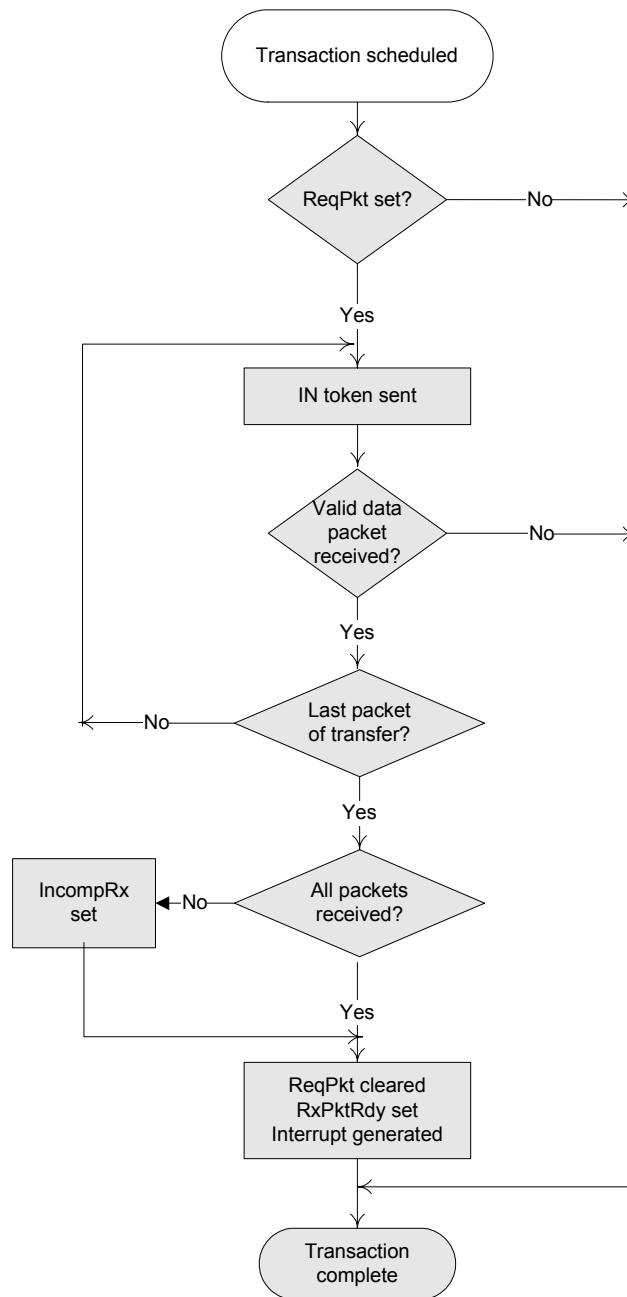 Transaction scheduled
ReqPkt set?
No
Yes
IN token sent
Valid data
packet
received?
No
Yes
Last packet
of transfer?
No
Yes
All packets
received?
No
IncompRx
set
Yes
ReqPkt cleared
RxPktRdy set
Interrupt generated
Transaction
complete